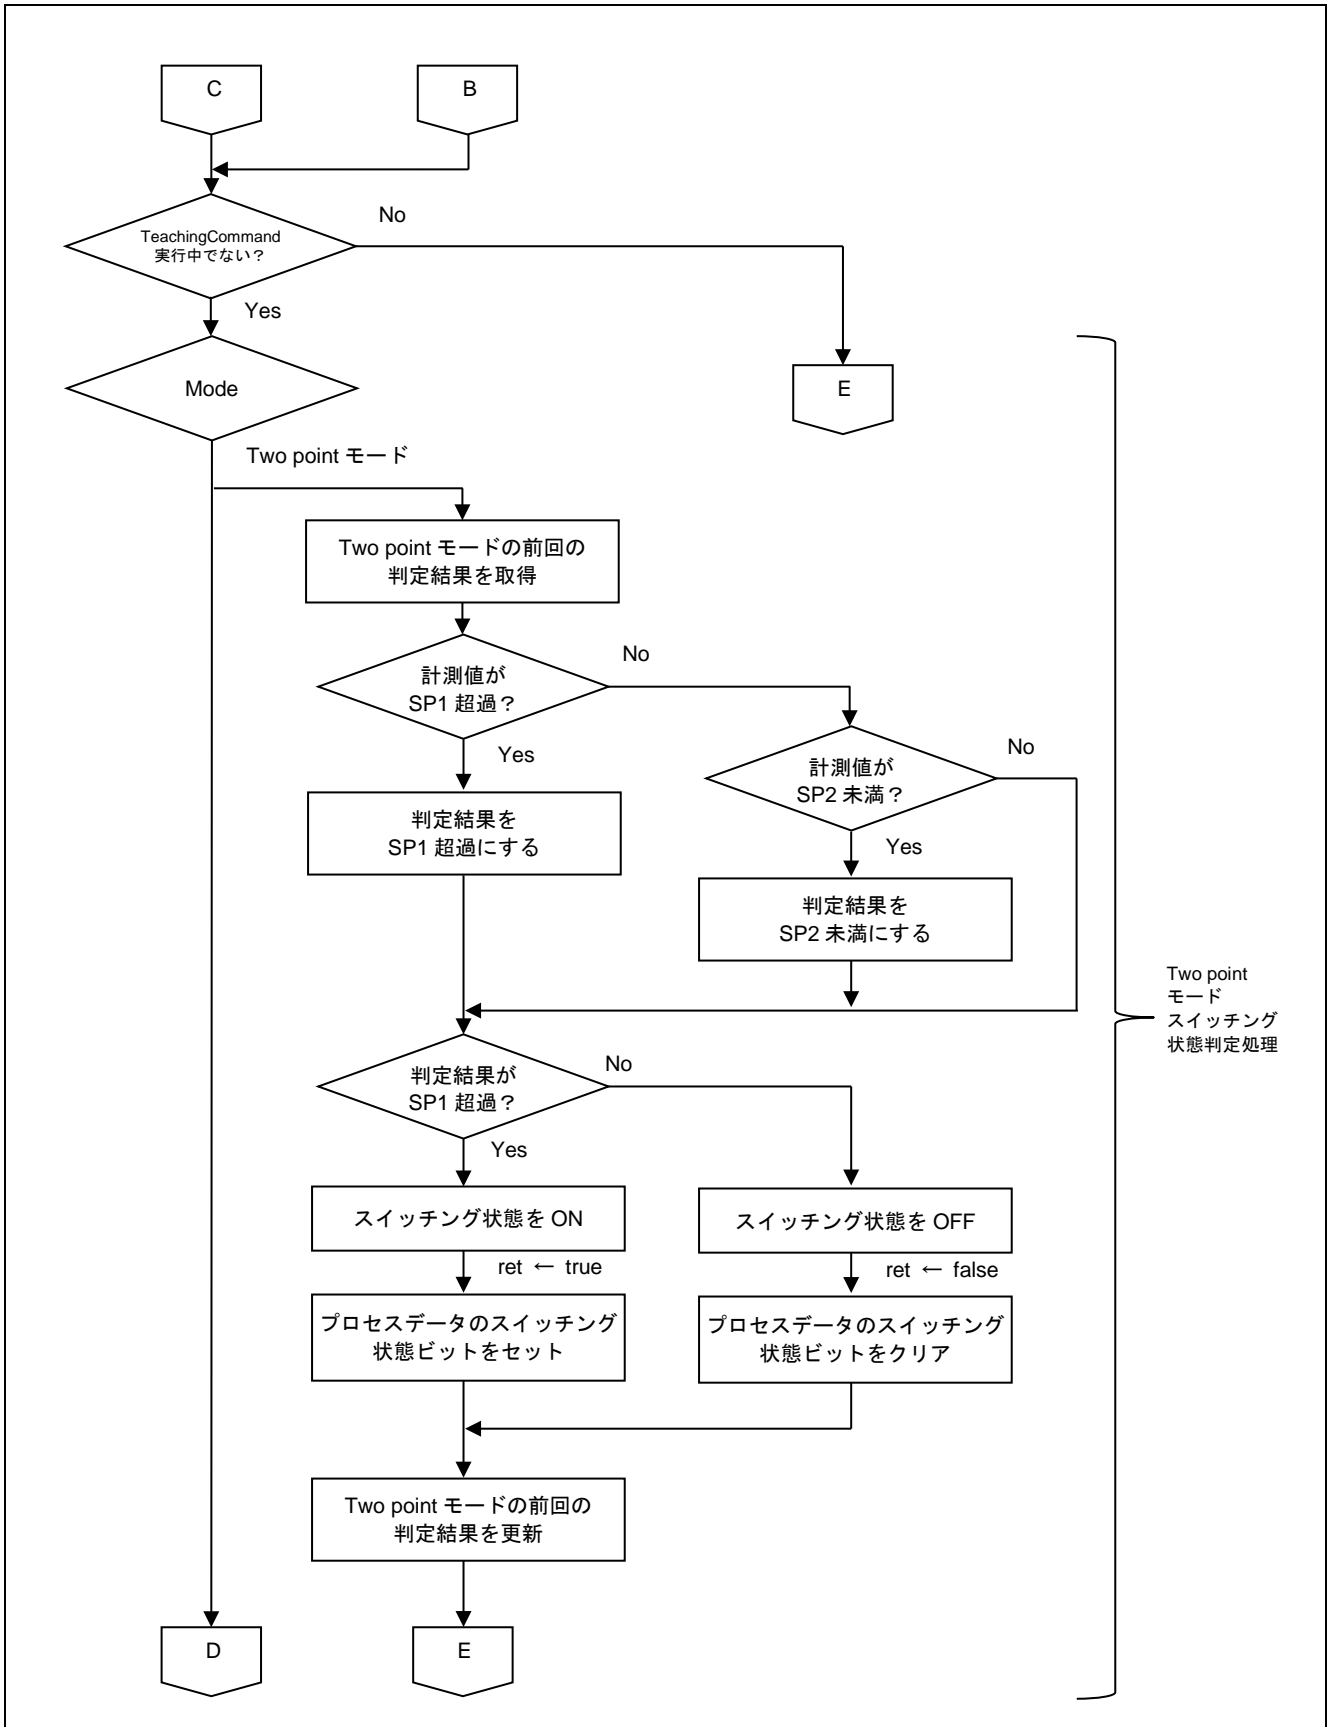 C
B
No
TeachingCommand
実行中でない？
Yes
Mode
E
Two point モード
Two point モードの前回の
判定結果を取得
No
計測値が
SP1 超過？
Yes
No
計測値が
SP2 未満？
判定結果を
SP1 超過にする
Yes
判定結果を
SP2 未満にする
Two point
モード
スイッチング
状態判定処理
No
判定結果が
SP1 超過？
Yes
スイッチング状態を ON
スイッチング状態を OFF
ret ← true
ret ← false
プロセスデータのスイッチング
状態ビットをセット
プロセスデータのスイッチング
状態ビットをクリア
Two point モードの前回の
判定結果を更新
D
E